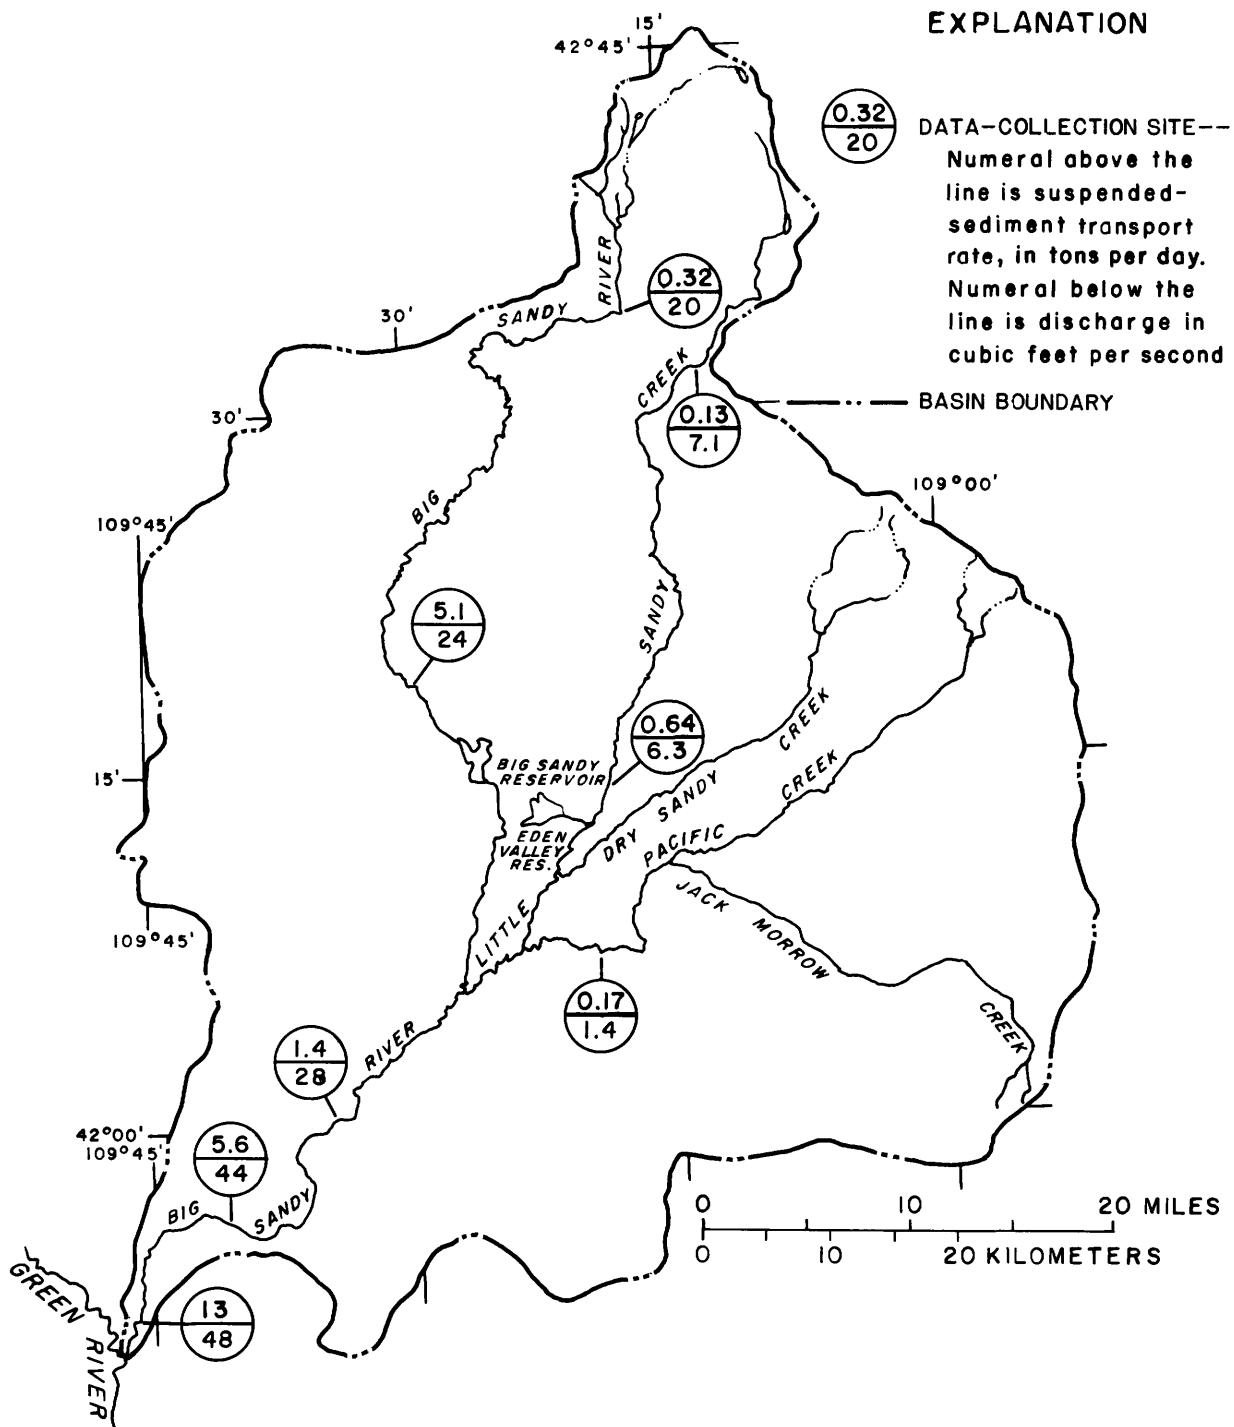 EXPLANATION
15'
42°45'
0.32
20
DATA-COLLECTION SITE--
Numeral above the
line is suspended-
sediment transport
rate, in tons per day.
Numeral below the
line is discharge in
cubic feet per second
BASIN BOUNDARY
RIVER
SANDY
0.32
20
30'
CREEK
0.13
7.1
30'
109°00'
BIG
109°45'
5.1
24
SANDY
0.64
6.3
CREEK
BIG SANDY
RESERVOIR
15'
SANDY
CREEK
EDEN
VALLEY
RES.
DRY
PACIFIC
JACK
MORROW
CREEK
LITTLE
109°45'
0.17
1.4
RIVER
1.4
28
42°00'
109°45'
5.6
44
BIG
SANDY
0 10 20 MILES
0 10 20 KILOMETERS
GREEN
RIVER
13
48